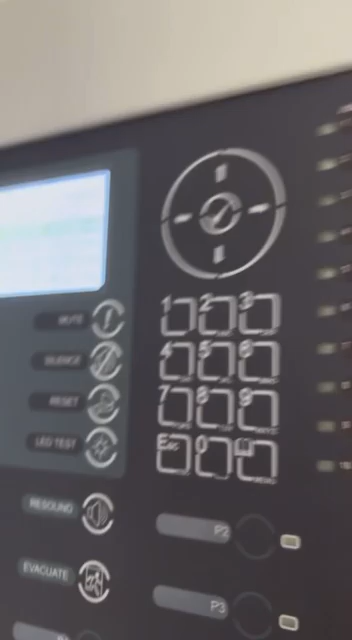 1 2 3
4 5 6
7 8 9
Esc 0
MUTE
SILENCE
RESET
LED TEST
RESOUND
EVACUATE
P2
P3